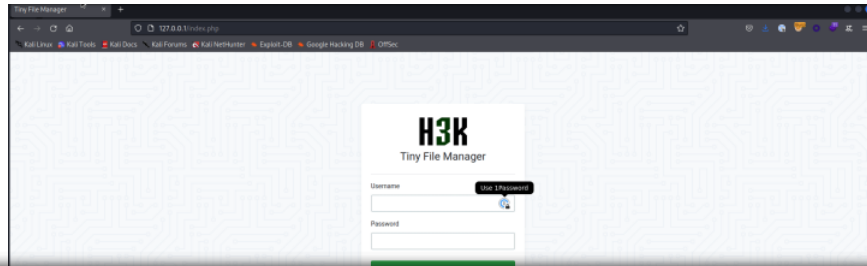 Tiny File Manager
127.0.0.1/index.php
Kali Linux Kali Tools Kali Docs Kali Forums Kali NetHunter Exploit-DB Google Hacking DB OffSec
H3K
Tiny File Manager
Username
Use 1Password
Password